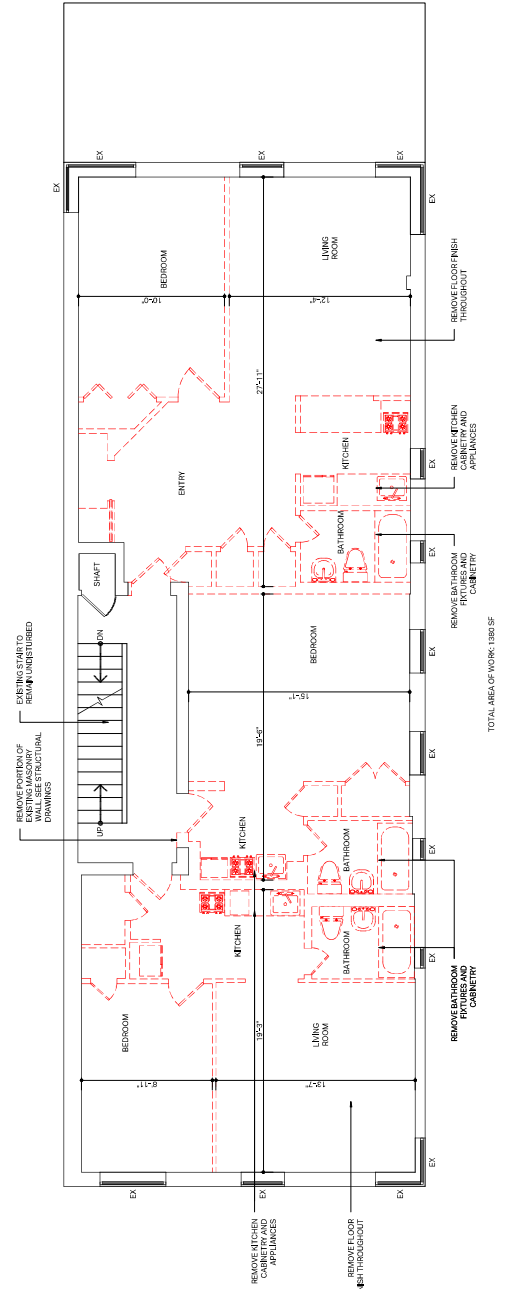 EX
EX
EX
EX
EX
BEDROOM
LIVING
ROOM
10'-0"
12'-4"
REMOVE FLOOR FINISH
THROUGHOUT
27'-11"
ENTRY
KITCHEN
REMOVE KITCHEN
CABINETRY AND
APPLIANCES
EX
BATHROOM
REMOVE BATHROOM
FIXTURES AND
CABINETRY
EX
SHAFT
EXISTING STAIR TO
REMAIN UNDISTURBED
DN
BEDROOM
EX
15'-1"
TOTAL AREA OF WORK: 1380 SF
19'-6"
EX
REMOVE PORTION OF
EXISTING MASONRY
WALL, SEE STRUCTURAL
DRAWINGS
UP
KITCHEN
BATHROOM
EX
KITCHEN
BATHROOM
EX
REMOVE BATHROOM
FIXTURES AND
CABINETRY
BEDROOM
19'-3"
LIVING
ROOM
8'-11"
13'-7"
EX
EX
EX
EX
REMOVE KITCHEN
CABINETRY AND
APPLIANCES
REMOVE FLOOR
THROUGHOUT